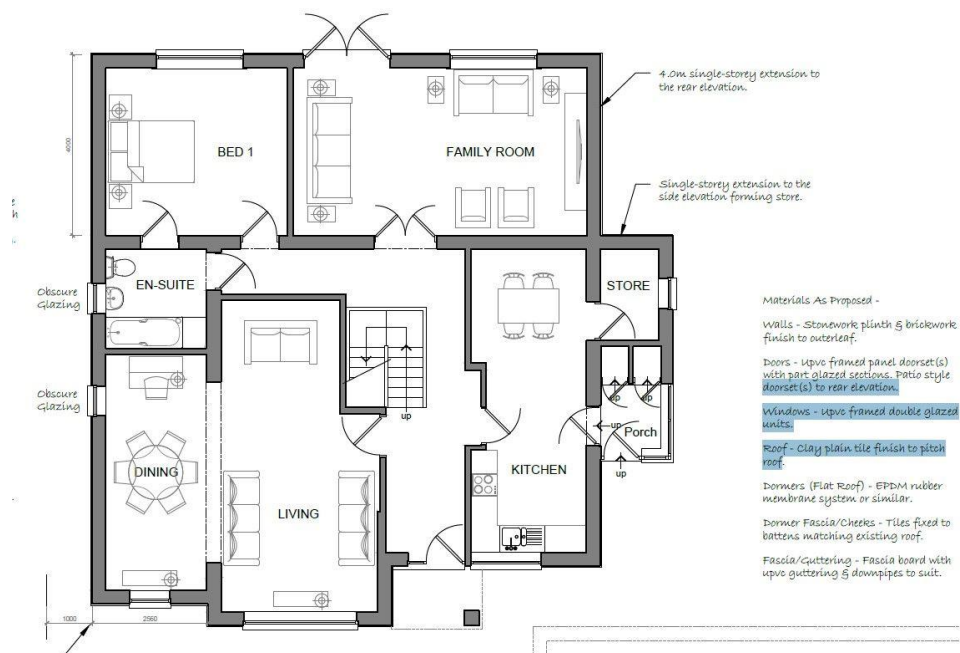 4.0m single-storey extension to
the rear elevation.
4000
BED 1
FAMILY ROOM
Single-storey extension to the
side elevation forming store.
e
h
EN-SUITE
STORE
Obscure
Glazing
Materials As Proposed -
Walls - Stonework plinth & brickwork
finish to outerleaf.
Doors - Upvc framed panel doorset(s)
with part glazed sections. Patio style
doorset(s) to rear elevation.
Windows - Upvc framed double glazed
units.
Roof - Clay plain tile finish to pitch
roof.
Dormers (Flat Roof) - EPDM rubber
membrane system or similar.
Dormer Fascia/Cheeks - Tiles fixed to
battens matching existing roof.
Fascia/Guttering - Fascia board with
upvc guttering & downpipes to suit.
Obscure
Glazing
up
up
up
up
Porch
up
DINING
KITCHEN
LIVING
1000
2560